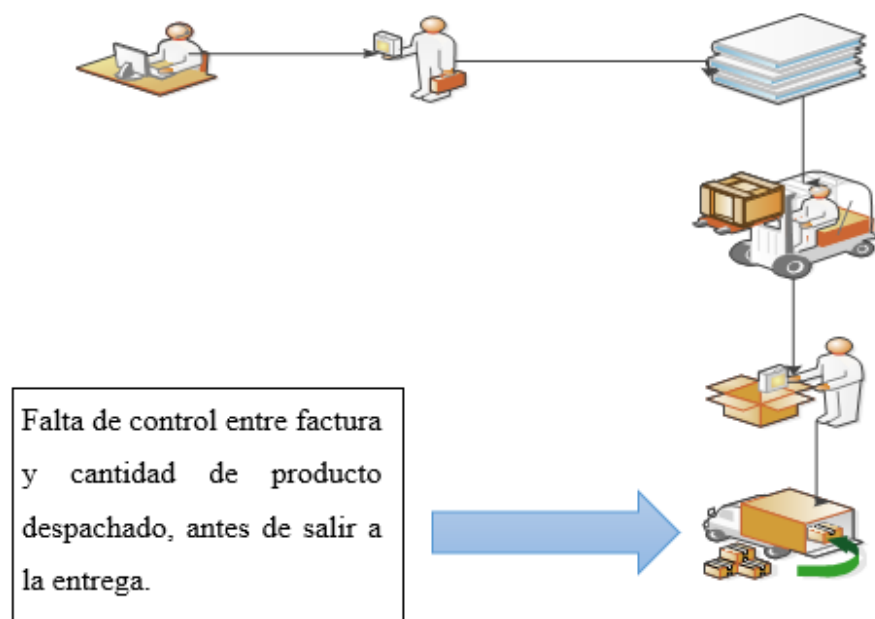 Falta de control entre factura
y cantidad de producto
despachado, antes de salir a
la entrega.